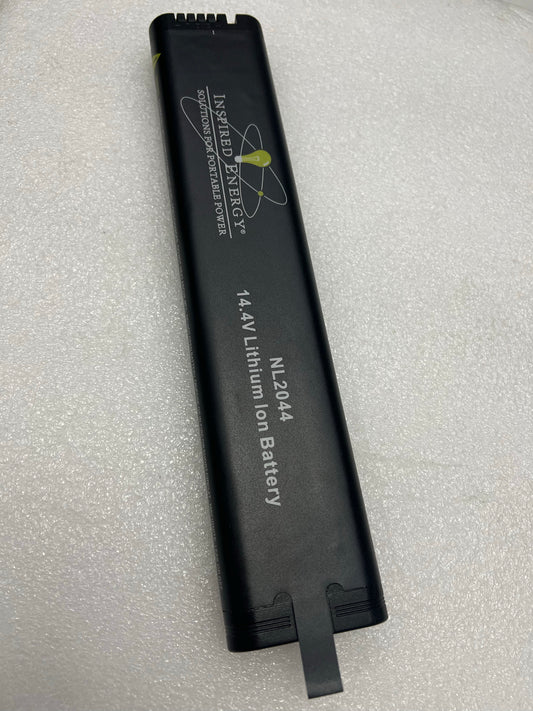 INSPIRED ENERGY®
SOLUTIONS FOR PORTABLE POWER
NL2044
14.4V Lithium Ion Battery